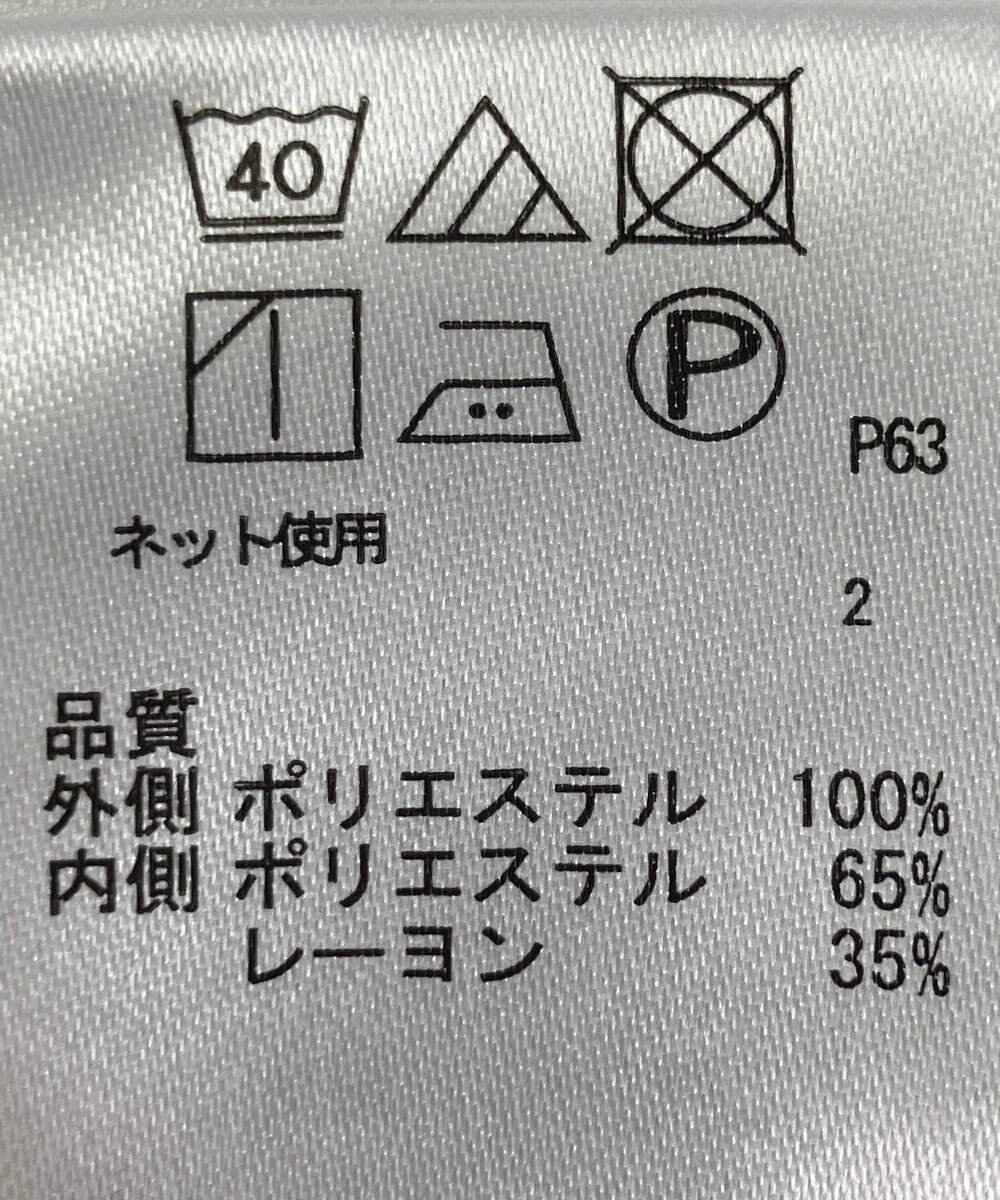 40
P
P63
ネット使用
2
品質
外側 ポリエステル 100%
内側 ポリエステル 65%
レーヨン 35%